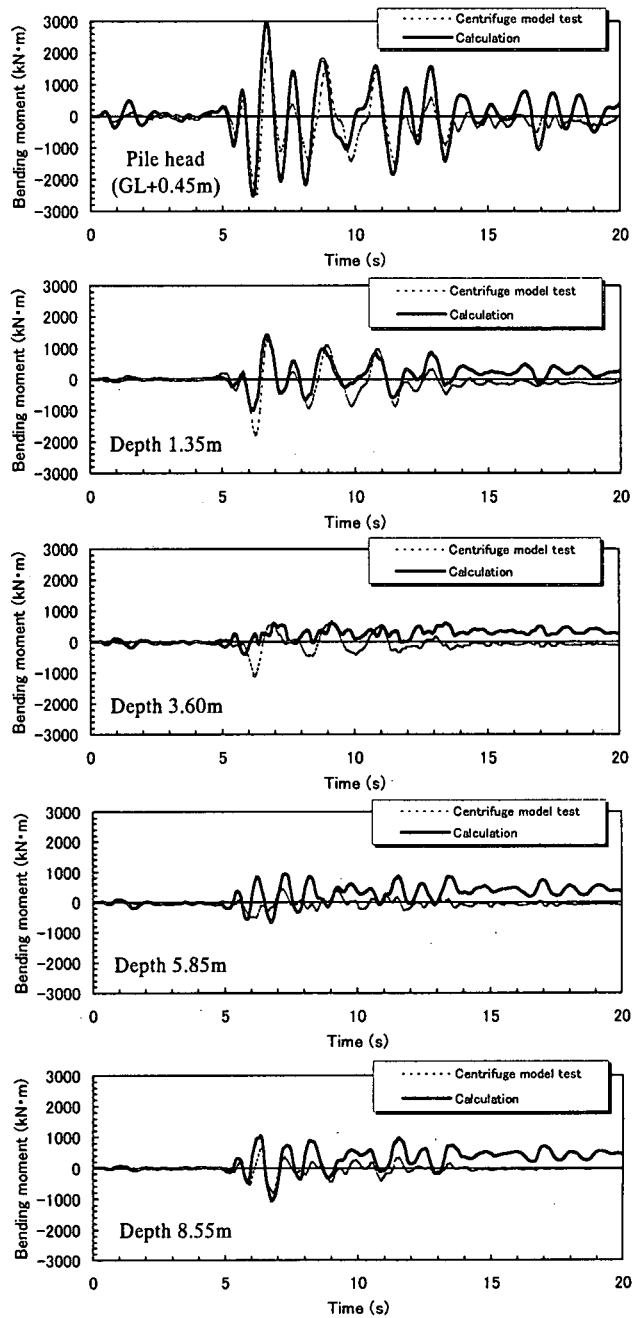 Bending moment (kN・m)
3000
2000
1000
0
-1000
-2000
-3000
Centrifuge model test
Calculation
Pile head
(GL+0.45m)
0 5 10 15 20
Time (s)
Bending moment (kN・m)
3000
2000
1000
0
-1000
-2000
-3000
Centrifuge model test
Calculation
Depth 1.35m
0 5 10 15 20
Time (s)
Bending moment (kN・m)
3000
2000
1000
0
-1000
-2000
-3000
Centrifuge model test
Calculation
Depth 3.60m
0 5 10 15 20
Time (s)
Bending moment (kN・m)
3000
2000
1000
0
-1000
-2000
-3000
Centrifuge model test
Calculation
Depth 5.85m
0 5 10 15 20
Time (s)
Bending moment (kN・m)
3000
2000
1000
0
-1000
-2000
-3000
Centrifuge model test
Calculation
Depth 8.55m
0 5 10 15 20
Time (s)